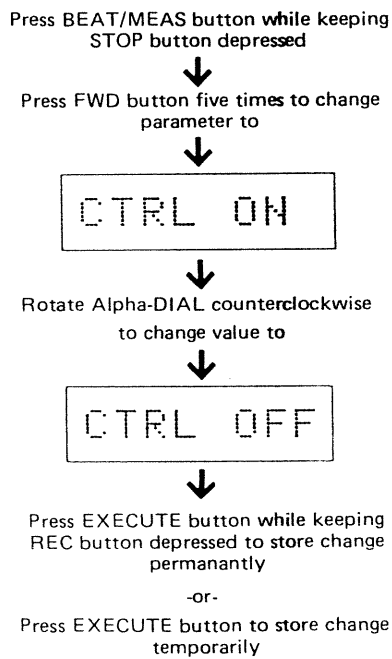 Press BEAT/MEAS button while keeping
STOP button depressed
Press FWD button five times to change
parameter to
CTRL ON
Rotate Alpha-DIAL counterclockwise
to change value to
CTRL OFF
Press EXECUTE button while keeping
REC button depressed to store change
permanantly
-or-
Press EXECUTE button to store change
temporarily